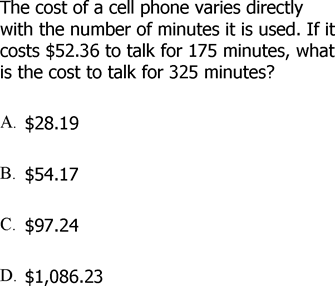 The cost of a cell phone varies directly
with the number of minutes it is used. If it
costs $52.36 to talk for 175 minutes, what
is the cost to talk for 325 minutes?
A. $28.19
B. $54.17
C. $97.24
D. $1,086.23